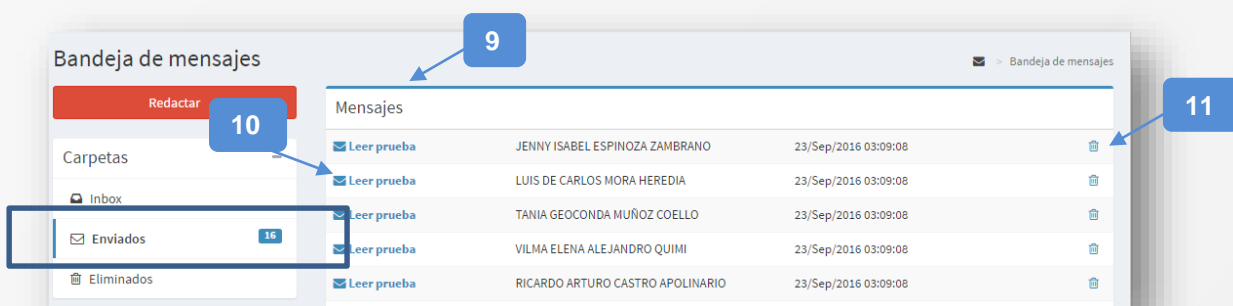 9
Bandeja de mensajes
> Bandeja de mensajes
Redactar
Mensajes
11
10
Carpetas
Leer prueba JENNY ISABEL ESPINOZA ZAMBRANO 23/Sep/2016 03:09:08
Leer prueba LUIS DE CARLOS MORA HEREDIA 23/Sep/2016 03:09:08
Inbox
Leer prueba TANIA GEOCONDA MUÑOZ COELLO 23/Sep/2016 03:09:08
Enviados 16
Leer prueba VILMA ELENA ALEJANDRO QUIMI 23/Sep/2016 03:09:08
Eliminados
Leer prueba RICARDO ARTURO CASTRO APOLINARIO 23/Sep/2016 03:09:08